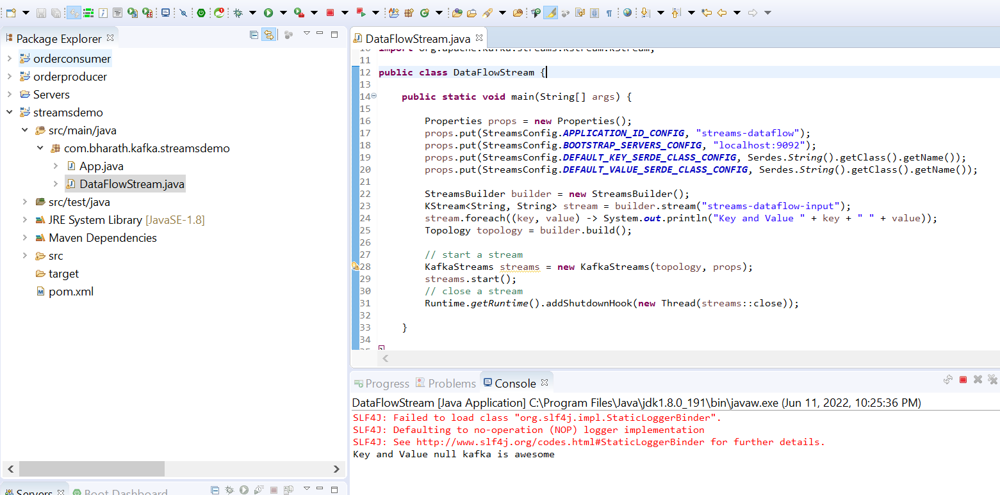 Package Explorer
orderconsumer
orderproducer
Servers
streamsdemo
src/main/java
com.bharath.kafka.streamsdemo
App.java
DataFlowStream.java
src/test/java
JRE System Library [JavaSE-1.8]
Maven Dependencies
src
target
pom.xml
Servers
Boot Dashboard
DataFlowStream.java
10 import org.apache.kafka.streams.kstream.KStream;
11
12 public class DataFlowStream {
13
14 public static void main(String[] args) {
15
16 Properties props = new Properties();
17 props.put(StreamsConfig.APPLICATION_ID_CONFIG, "streams-dataflow");
18 props.put(StreamsConfig.BOOTSTRAP_SERVERS_CONFIG, "localhost:9092");
19 props.put(StreamsConfig.DEFAULT_KEY_SERDE_CLASS_CONFIG, Serdes.String().getClass().getName());
20 props.put(StreamsConfig.DEFAULT_VALUE_SERDE_CLASS_CONFIG, Serdes.String().getClass().getName());
21
22 StreamsBuilder builder = new StreamsBuilder();
23 KStream<String, String> stream = builder.stream("streams-dataflow-input");
24 stream.foreach((key, value) -> System.out.println("Key and Value " + key + " " + value));
25 Topology topology = builder.build();
26
27 // start a stream
28 KafkaStreams streams = new KafkaStreams(topology, props);
29 streams.start();
30 // close a stream
31 Runtime.getRuntime().addShutdownHook(new Thread(streams::close));
32
33 }
34
35 }
Progress Problems Console
DataFlowStream [Java Application] C:\Program Files\Java\jdk1.8.0_191\bin\javaw.exe (Jun 11, 2022, 10:25:36 PM)
SLF4J: Failed to load class "org.slf4j.impl.StaticLoggerBinder".
SLF4J: Defaulting to no-operation (NOP) logger implementation
SLF4J: See http://www.slf4j.org/codes.html#StaticLoggerBinder for further details.
Key and Value null kafka is awesome